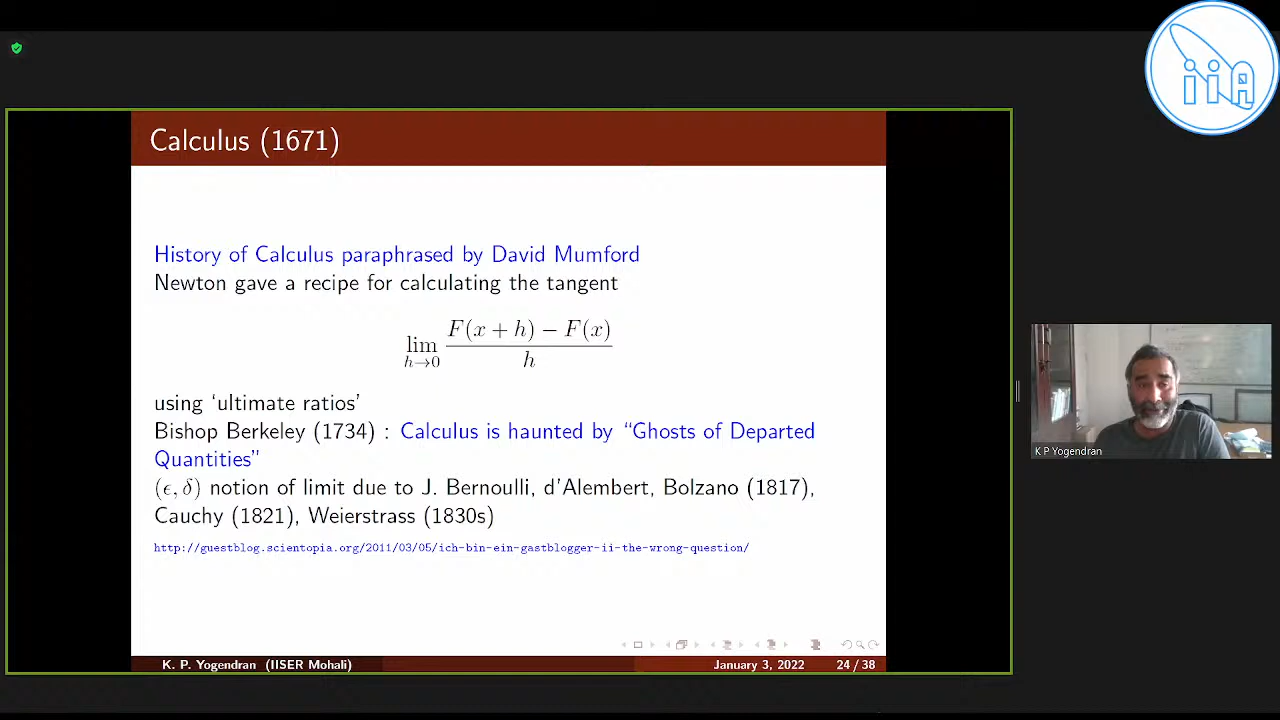 iiA
Calculus (1671)
History of Calculus paraphrased by David Mumford
Newton gave a recipe for calculating the tangent
lim h→0 F(x + h) − F(x) / h
using ‘ultimate ratios’
Bishop Berkeley (1734) : Calculus is haunted by “Ghosts of Departed
Quantities”
(ϵ, δ) notion of limit due to J. Bernoulli, d’Alembert, Bolzano (1817),
Cauchy (1821), Weierstrass (1830s)
http://guestblog.scientopia.org/2011/03/05/ich-bin-ein-gastblogger-ii-the-wrong-question/
K P Yogendran
K. P. Yogendran (IISER Mohali) January 3, 2022 24 / 38